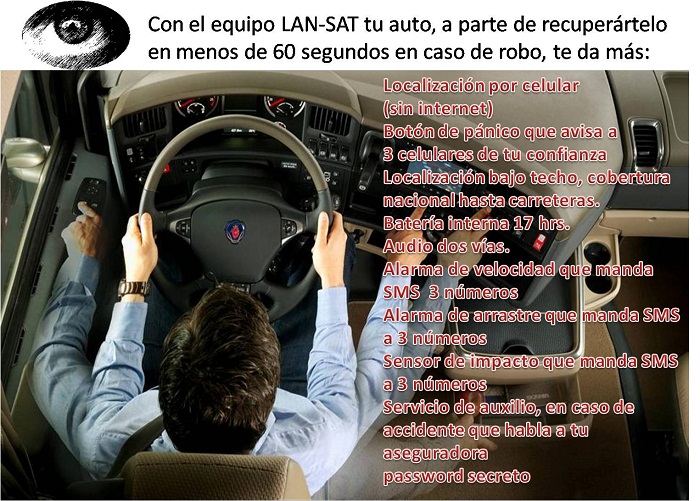 Con el equipo LAN-SAT tu auto, a parte de recuperártelo
en menos de 60 segundos en caso de robo, te da más:
Localización por celular
(sin internet)
Botón de pánico que avisa a
3 celulares de tu confianza
Localización bajo techo, cobertura
nacional hasta carreteras.
Batería interna 17 hrs.
Audio dos vías.
Alarma de velocidad que manda
SMS  3 números
Alarma de arrastre que manda SMS
a 3 números
Sensor de impacto que manda SMS
a 3 números
Servicio de auxilio, en caso de
accidente que habla a tu
aseguradora
password secreto